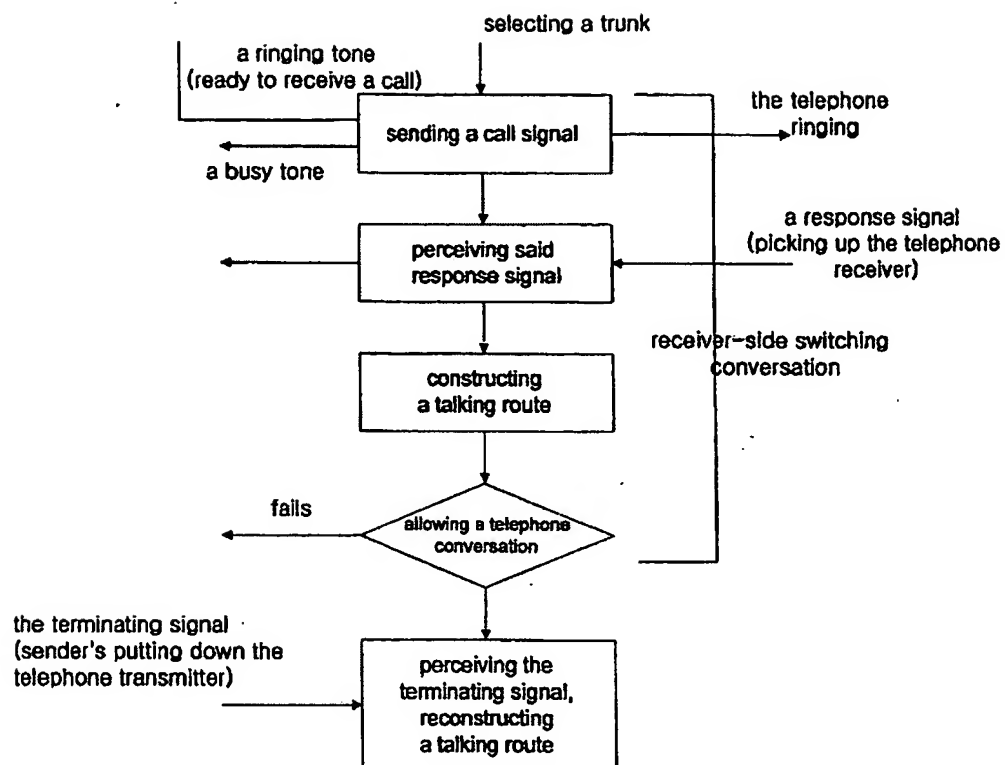 selecting a trunk
a ringing tone
(ready to receive a call)
the telephone
ringing
sending a call signal
a busy tone
a response signal
(picking up the telephone
receiver)
perceiving said
response signal
receiver-side switching
conversation
constructing
a talking route
fails
allowing a telephone
conversation
the terminating signal
(sender's putting down the
telephone transmitter)
perceiving the
terminating signal,
reconstructing
a talking route